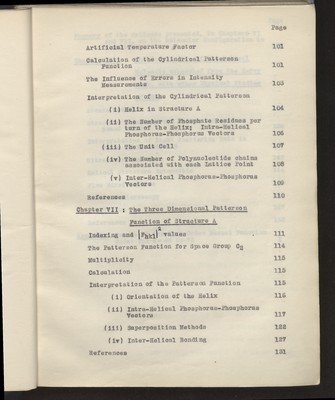 Page
Artificial Temperature Factor 101
Calculation of the Cylindrical Patterson
Function 101
The Influence of Errors in Intensity
Measurements 103
Interpretation of the Cylindrical Patterson
(i) Helix in Structure A 104
(ii) The Number of Phosphate Residues per
turn of the Helix; Intra-Helical
Phosphorus-Phosphorus Vectors 106
(iii) The Unit Cell 107
(iv) The Number of Polynucleotide chains
associated with each Lattice Point 108
(v) Inter-Helical Phosphorus-Phosphorus
Vectors 109
References 110
Chapter VII : The Three Dimensional Patterson
Function of Structure A
Indexing and |Fhkl|2 values 111
The Patterson Function for Space Group C2 114
Multiplicity 115
Calculation 115
Interpretation of the Patterson Function 115
(i) Orientation of the Helix 116
(ii) Intra-Helical Phosphorus-Phosphorus
Vectors 117
(iii) Superposition Methods 122
(iv) Inter-Helical Bonding 127
References 131